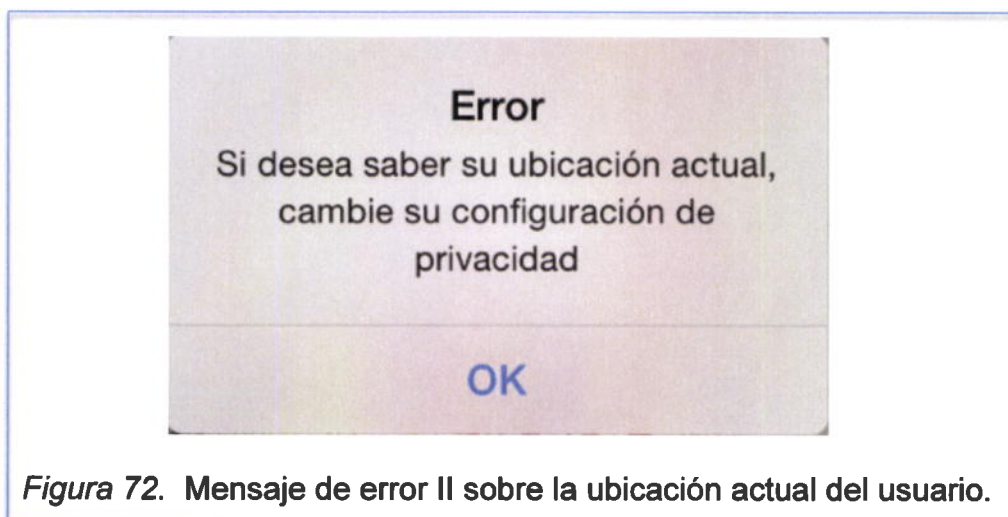 Error
Si desea saber su ubicación actual,
cambie su configuración de
privacidad
OK
Figura 72. Mensaje de error II sobre la ubicación actual del usuario.